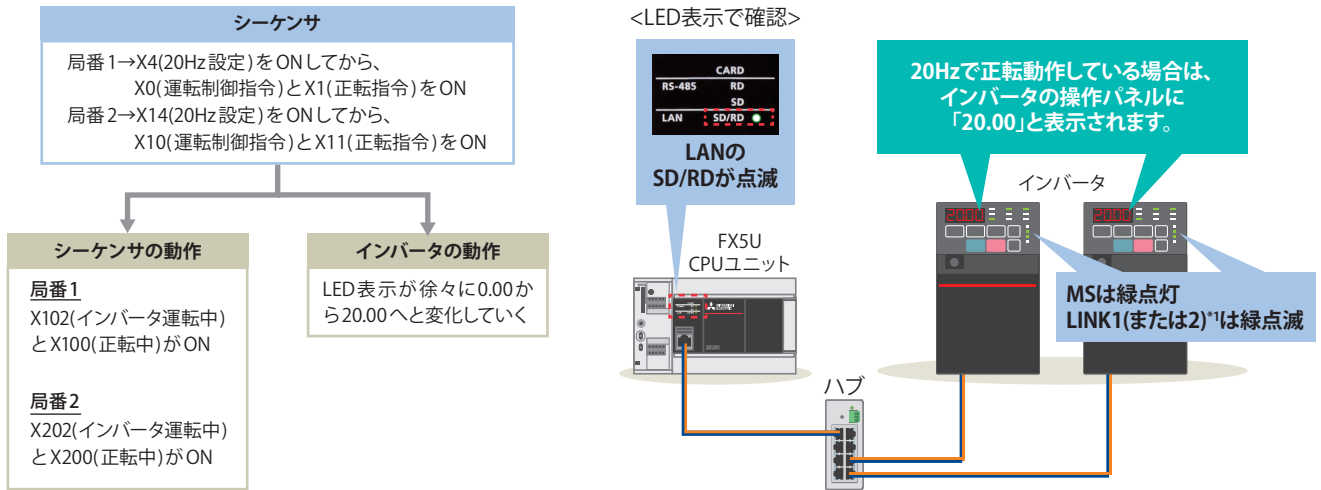 シーケンサ
局番1→X4(20Hz設定)をONしてから、
X0(運転制御指令)とX1(正転指令)をON
局番2→X14(20Hz設定)をONしてから、
X10(運転制御指令)とX11(正転指令)をON
シーケンサの動作
局番1
X102(インバータ運転中)
とX100(正転中)がON
局番2
X202(インバータ運転中)
とX200(正転中)がON
インバータの動作
LED表示が徐々に0.00か
ら20.00へと変化していく
<LED表示で確認>
CARD
RS-485 RD
SD
LAN SD/RD
LANの
SD/RDが点滅
FX5U
CPUユニット
ハブ
20Hzで正転動作している場合は、
インバータの操作パネルに
「20.00」と表示されます。
インバータ
20.00
20.00
MSは緑点灯
LINK1(または2)*1は緑点滅